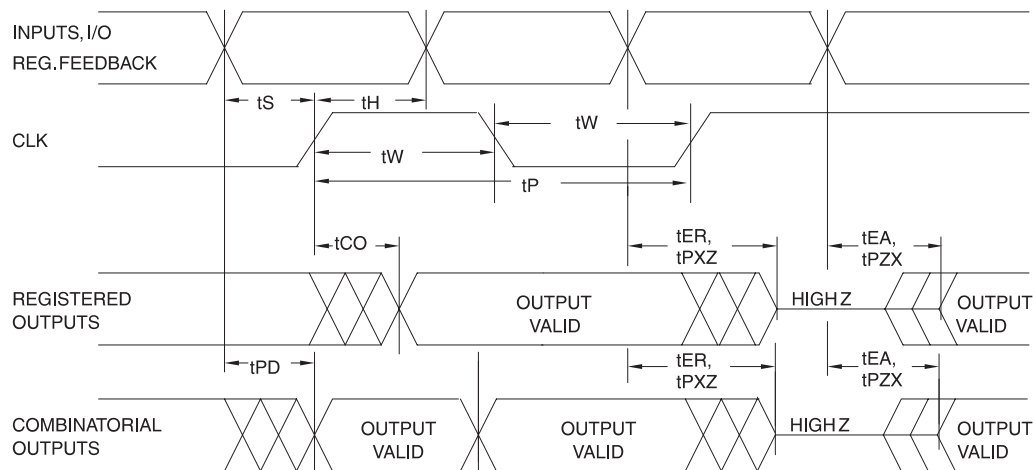 INPUTS, I/O
REG. FEEDBACK
tS
tH
CLK
tW
tW
tP
tCO
tER,
tPXZ
tEA,
tPZX
REGISTERED
OUTPUTS
OUTPUT
VALID
HIGH Z
OUTPUT
VALID
tPD
tER,
tPXZ
tEA,
tPZX
COMBINATORIAL
OUTPUTS
OUTPUT
VALID
OUTPUT
VALID
HIGH Z
OUTPUT
VALID